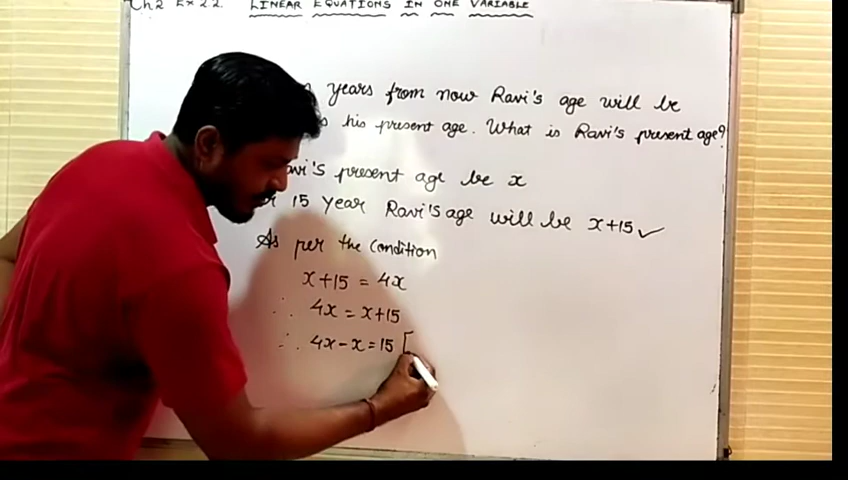 Ch 2 Ex 2.2. LINEAR EQUATIONS IN ONE VARIABLE
years from now Ravi's age will be
his present age. What is Ravi's present age?
present age be x
15 year Ravi's age will be x+15 ✓
As per the condition
x+15 = 4x
∴ 4x = x+15
∴ 4x-x=15 [